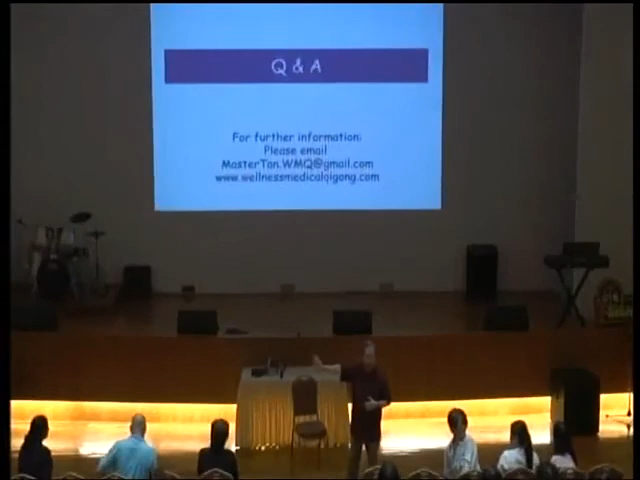 Q & A
For further information:
Please email
MasterTan.WMQ@gmail.com
www.wellnessmedicalqigong.com